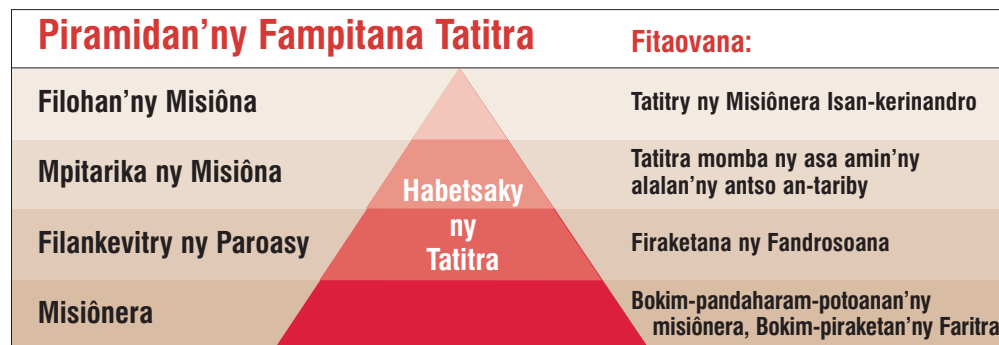 Piramidan’ny Fampitana Tatitra
Fitaovana:
Filohan’ny Misiôna
Tatitry ny Misiônera Isan-kerinandro
Mpitarika ny Misiôna
Tatitra momba ny asa amin’ny
alalan’ny antso an-tariby
Habetsaky
ny
Tatitra
Filankevitry ny Paroasy
Firaketana ny Fandrosoana
Misiônera
Bokim-pandaharam-potoanan’ny
misiônera, Bokim-piraketan’ny Faritra